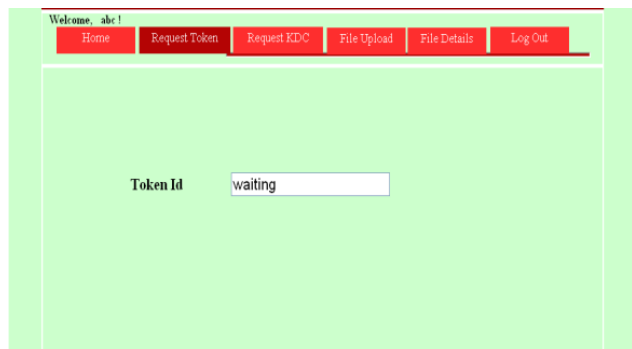 Welcome, abc !
Home Request Token Request KDC File Upload File Details Log Out
Token Id waiting